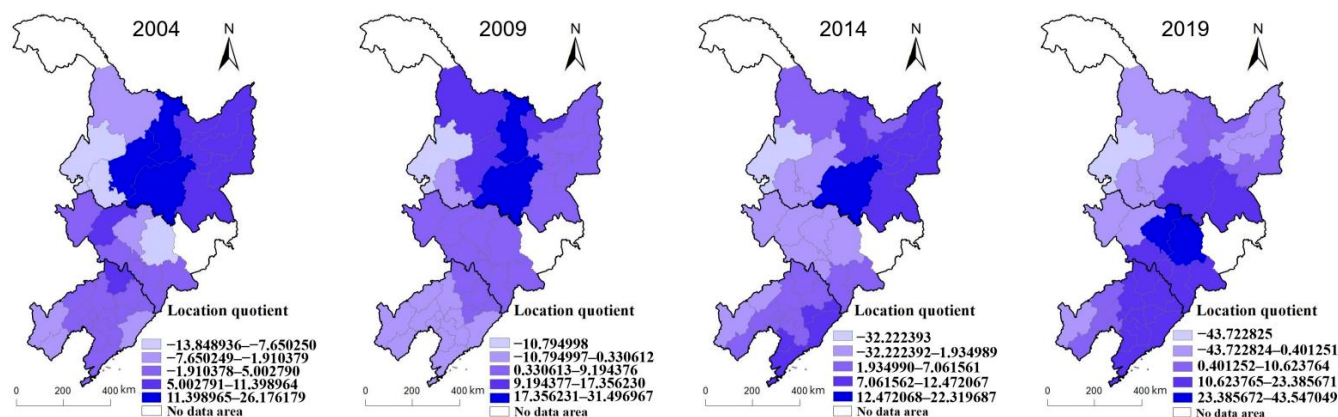 2004
N
Location quotient
−13.848936–−7.650250
−7.650249–−1.910379
−1.910378–5.002790
5.002791–11.398964
11.398965–26.176179
No data area
0 200 400 km
2009
N
Location quotient
−10.794998
−10.794997–0.330612
0.330613–9.194376
9.194377–17.356230
17.356231–31.496967
No data area
0 200 400 km
2014
N
Location quotient
−32.222393
−32.222392–1.934989
1.934990–7.061561
7.061562–12.472067
12.472068–22.319687
No data area
0 200 400 km
2019
N
Location quotient
−43.722825
−43.722824–0.401251
0.401252–10.623764
10.623765–23.385671
23.385672–43.547049
No data area
0 200 400 km